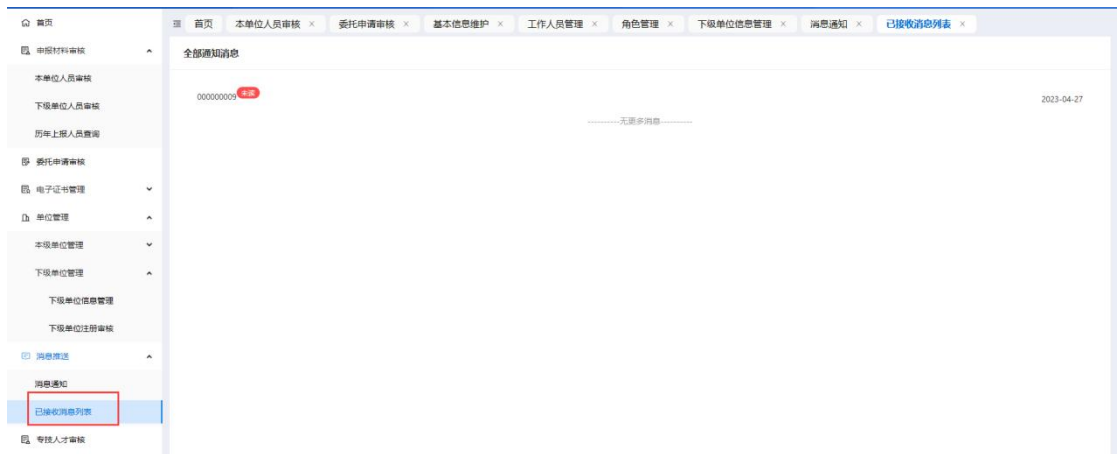 首页
申报材料审核
本单位人员审核
下级单位人员审核
历年上报人员查询
委托申请审核
电子证书管理
单位管理
本级单位管理
下级单位管理
下级单位信息管理
下级单位注册审核
消息推送
消息通知
已接收消息列表
专技人才审核
首页 本单位人员审核 × 委托申请审核 × 基本信息维护 × 工作人员管理 × 角色管理 × 下级单位信息管理 × 消息通知 × 已接收消息列表 ×
全部通知消息
000000009 未读 2023-04-27
----------无更多消息----------